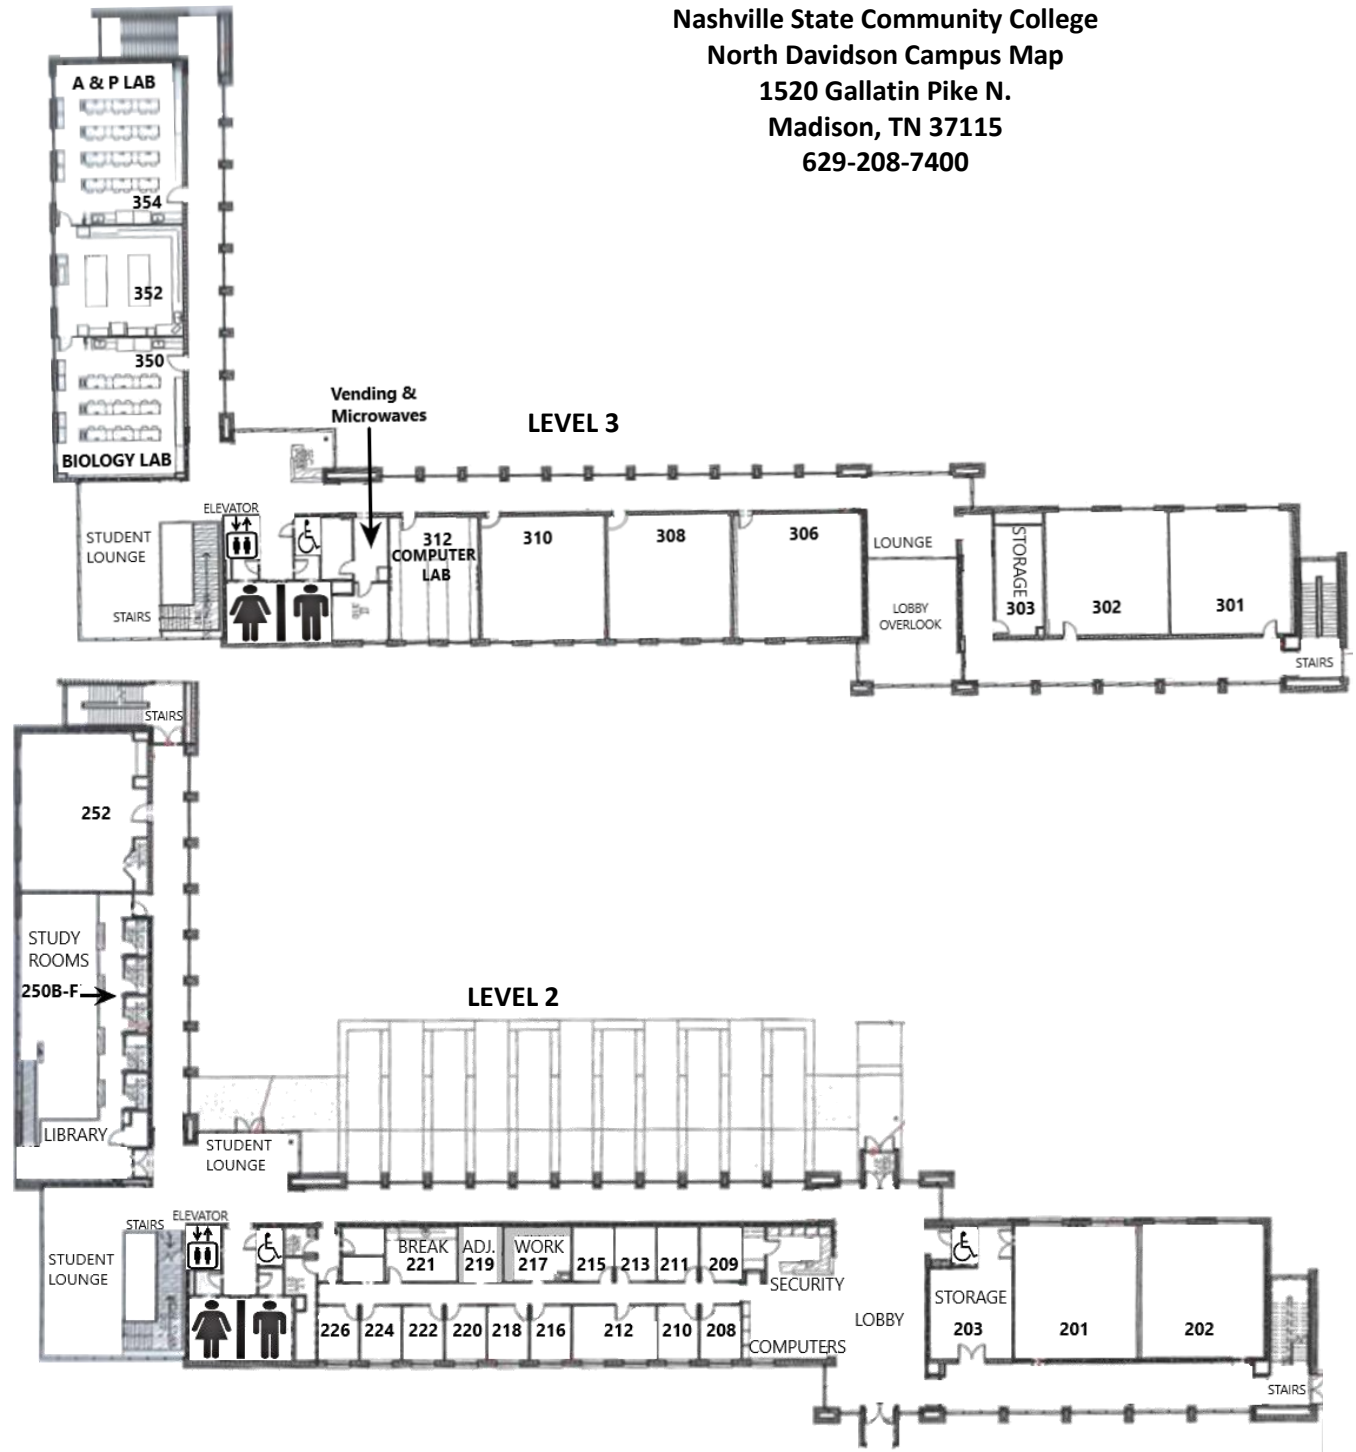 Nashville State Community College
North Davidson Campus Map
1520 Gallatin Pike N.
Madison, TN 37115
629-208-7400
A & P LAB
354
352
350
BIOLOGY LAB
Vending &
Microwaves
LEVEL 3
ELEVATOR
STUDENT
LOUNGE
STAIRS
312
COMPUTER
LAB
310
308
306
LOUNGE
LOBBY
OVERLOOK
STORAGE
303
302
301
STAIRS
STAIRS
252
STUDY
ROOMS
250B-F
LIBRARY
LEVEL 2
STUDENT
LOUNGE
STAIRS
ELEVATOR
STUDENT
LOUNGE
BREAK
221
ADJ.
219
WORK
217
215
213
211
209
SECURITY
226
224
222
220
218
216
212
210
208
COMPUTERS
LOBBY
STORAGE
203
201
202
STAIRS